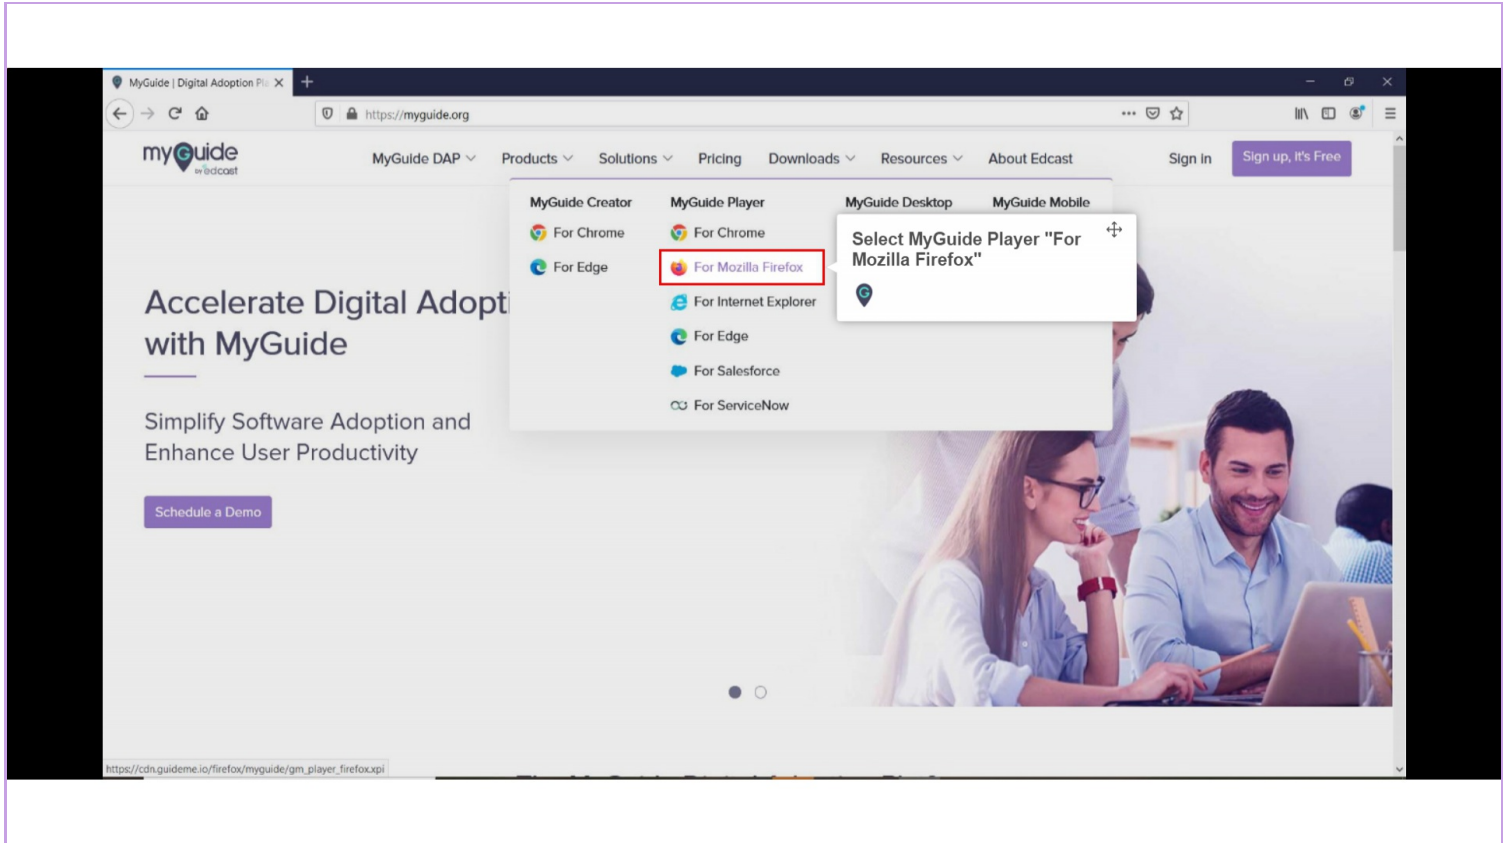 MyGuide | Digital Adoption Pl
https://myguide.org
myGuide
by edcast
MyGuide DAP
Products
Solutions
Pricing
Downloads
Resources
About Edcast
Sign in
Sign up, It's Free
MyGuide Creator
For Chrome
For Edge
MyGuide Player
For Chrome
For Mozilla Firefox
For Internet Explorer
For Edge
For Salesforce
For ServiceNow
MyGuide Desktop
MyGuide Mobile
Select MyGuide Player "For
Mozilla Firefox"
Accelerate Digital Adopti
with MyGuide
Simplify Software Adoption and
Enhance User Productivity
Schedule a Demo
https://cdn.guideme.io/firefox/myguide/gm_player_firefox.xpi